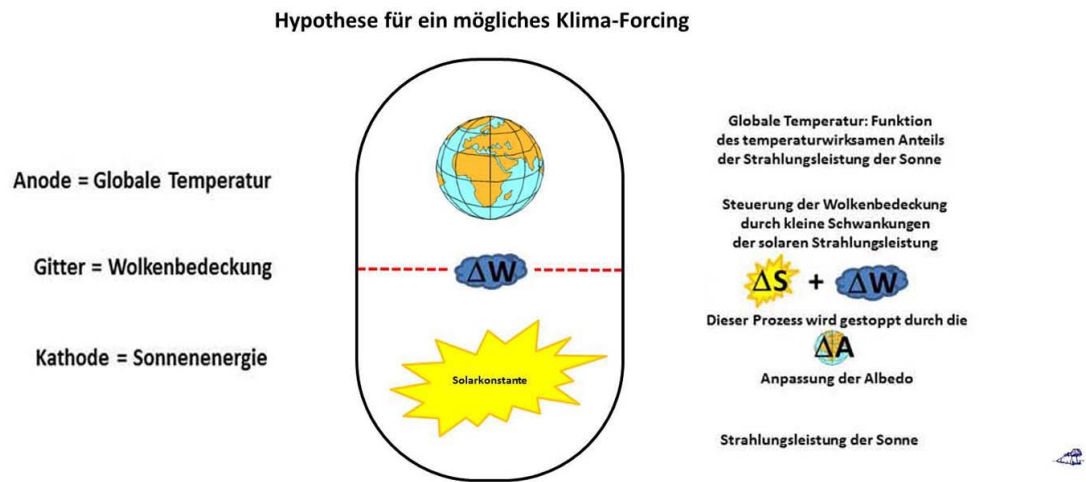 Hypothese für ein mögliches Klima-Forcing
Anode = Globale Temperatur
Gitter = Wolkenbedeckung
Kathode = Sonnenenergie
ΔW
Solarkonstante
Globale Temperatur: Funktion
des temperaturwirksamen Anteils
der Strahlungsleistung der Sonne
Steuerung der Wolkenbedeckung
durch kleine Schwankungen
der solaren Strahlungsleistung
ΔS + ΔW
Dieser Prozess wird gestoppt durch die
ΔA
Anpassung der Albedo
Strahlungsleistung der Sonne